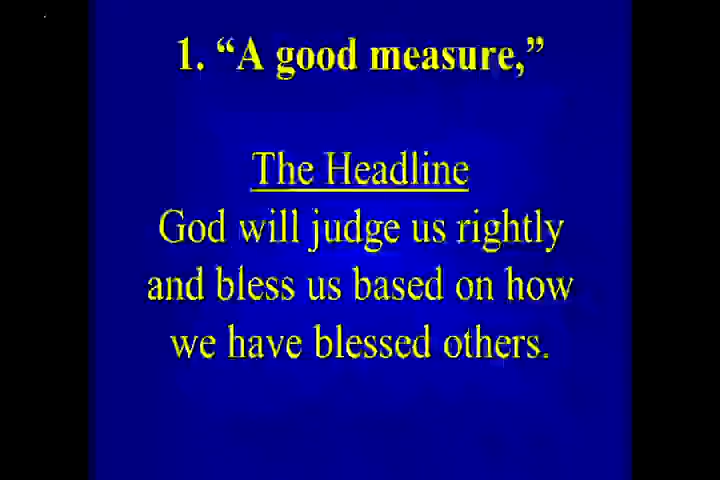 1. “A good measure,”
The Headline
God will judge us rightly
and bless us based on how
we have blessed others.